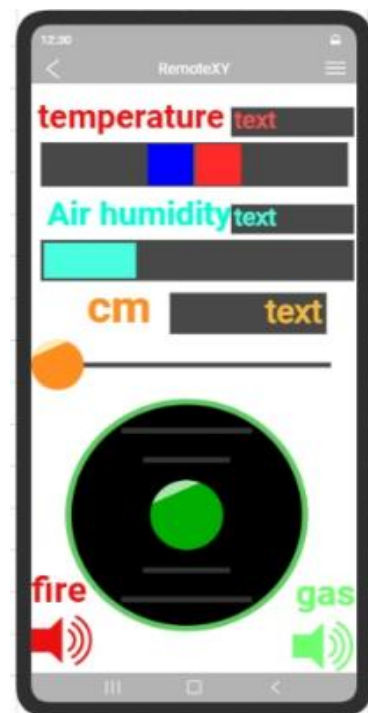 12:30
RemoteXY
temperature text
Air humidity text
cm text
fire gas